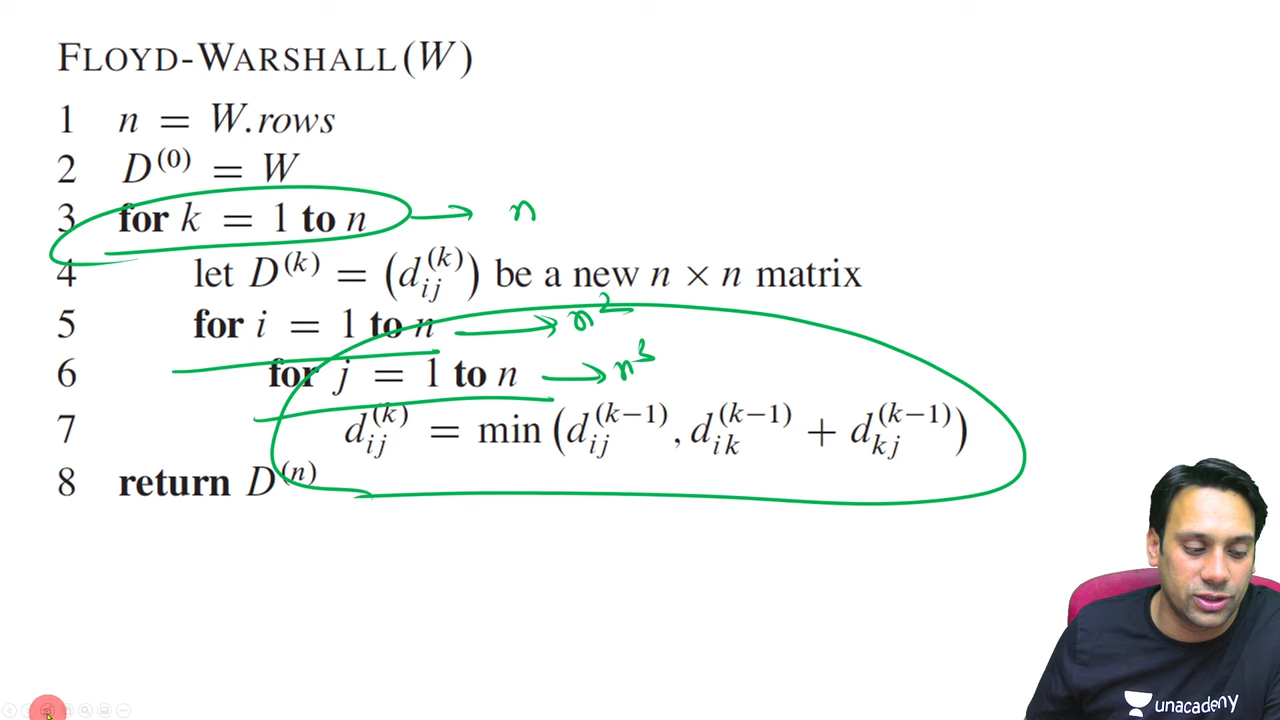 FLOYD-WARSHALL(W)
1 n = W.rows
2 D^(0) = W
3 for k = 1 to n → n
4 let D^(k) = (d_ij^(k)) be a new n × n matrix
5 for i = 1 to n → n^2
6 for j = 1 to n → n^3
7 d_ij^(k) = min (d_ij^(k−1), d_ik^(k−1) + d_kj^(k−1))
8 return D^(n)
unacademy